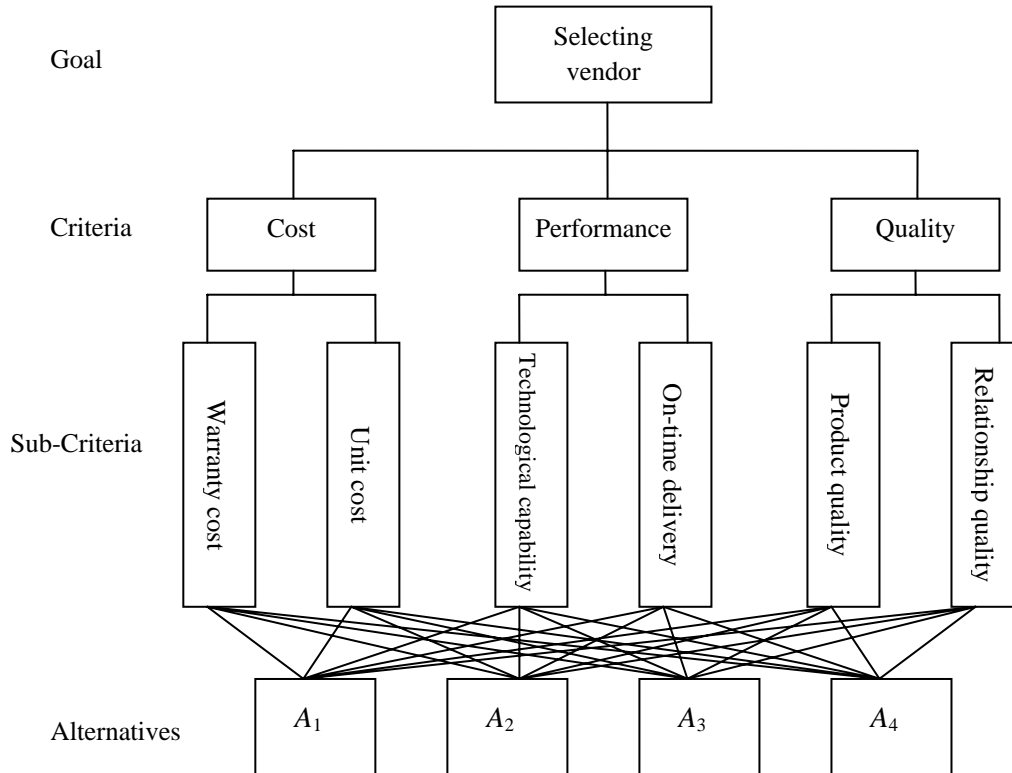 Goal
Selecting
vendor
Criteria
Cost
Performance
Quality
Sub-Criteria
Warranty cost
Unit cost
Technological capability
On-time delivery
Product quality
Relationship quality
Alternatives
A1
A2
A3
A4